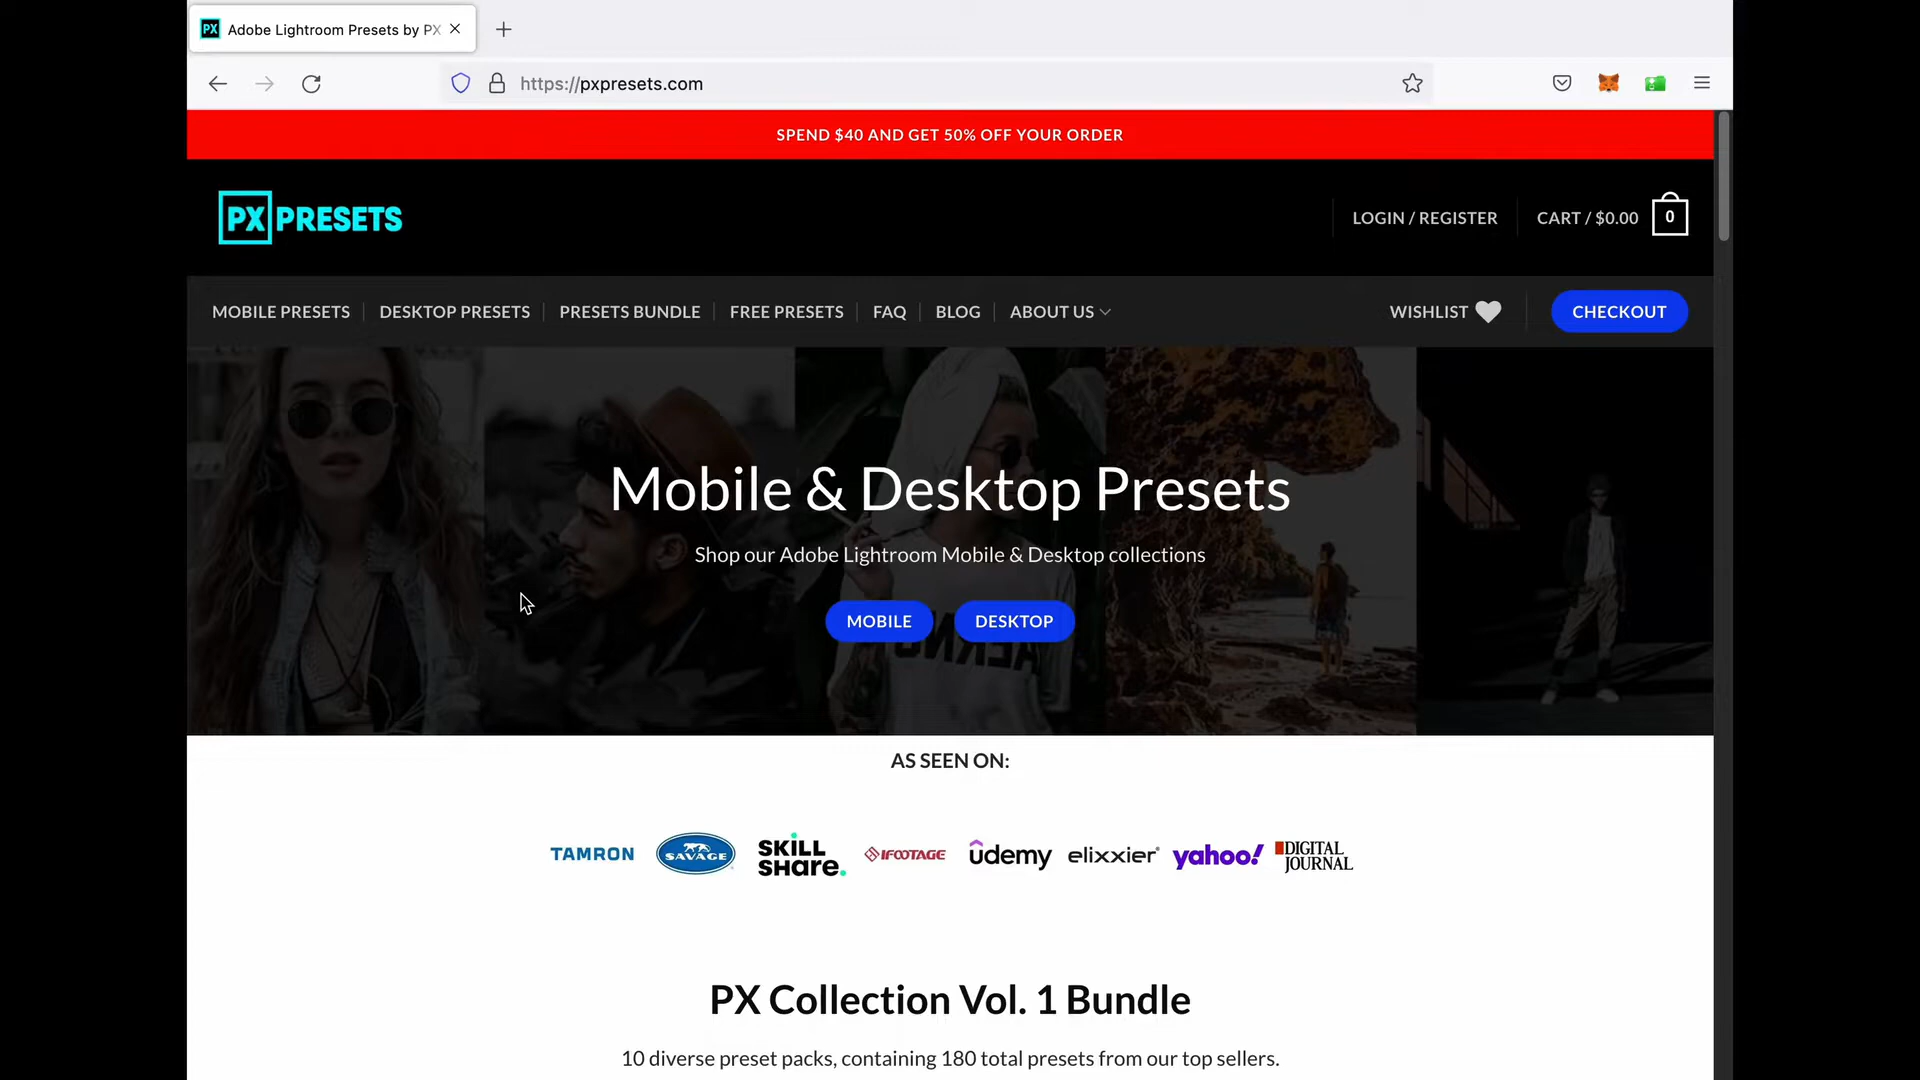 PX Adobe Lightroom Presets by PX
https://pxpresets.com
SPEND $40 AND GET 50% OFF YOUR ORDER
PX PRESETS
LOGIN / REGISTER
CART / $0.00
0
MOBILE PRESETS
DESKTOP PRESETS
PRESETS BUNDLE
FREE PRESETS
FAQ
BLOG
ABOUT US
WISHLIST
CHECKOUT
Mobile & Desktop Presets
Shop our Adobe Lightroom Mobile & Desktop collections
MOBILE
DESKTOP
AS SEEN ON:
TAMRON
SAVAGE
SKILL
SHARE.
IFOOTAGE
udemy
elixxier
yahoo!
DIGITAL
JOURNAL
PX Collection Vol. 1 Bundle
10 diverse preset packs, containing 180 total presets from our top sellers.